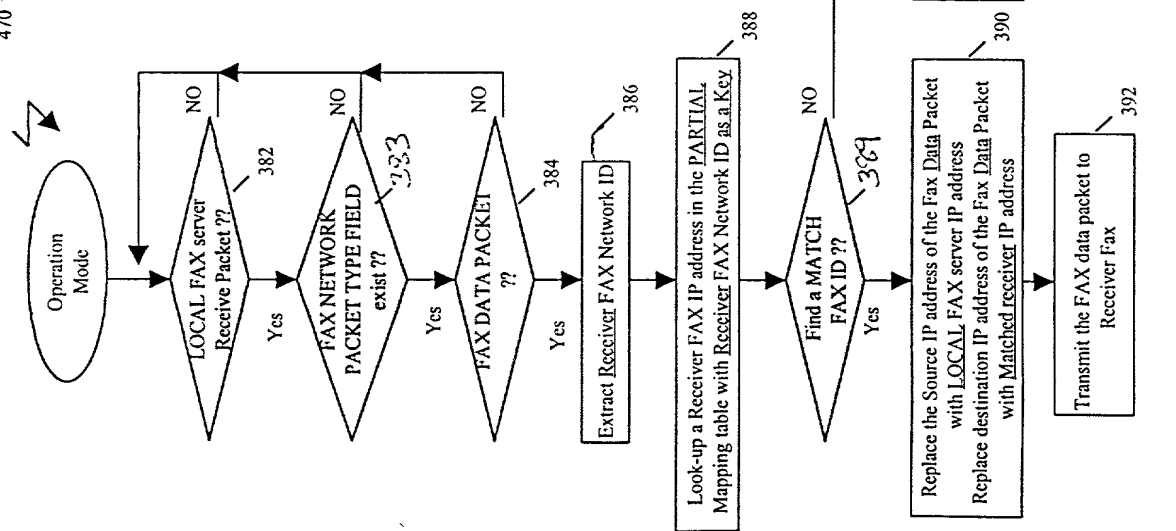 470
Operation
Mode
LOCAL FAX server
Receive Packet ??
NO
382
Yes
FAX NETWORK
PACKET TYPE FIELD
exist ??
NO
383
Yes
FAX DATA PACKET
??
NO
384
Yes
Extract Receiver FAX Network ID
386
Look-up a Receiver FAX IP address in the PARTIAL
Mapping table with Receiver FAX Network ID as a Key
388
Find a MATCH
FAX ID ??
NO
389
Yes
Replace the Source IP address of the Fax Data Packet
with LOCAL FAX server IP address
Replace destination IP address of the Fax Data Packet
with Matched receiver IP address
390
Transmit the FAX data packet to
Receiver Fax
392